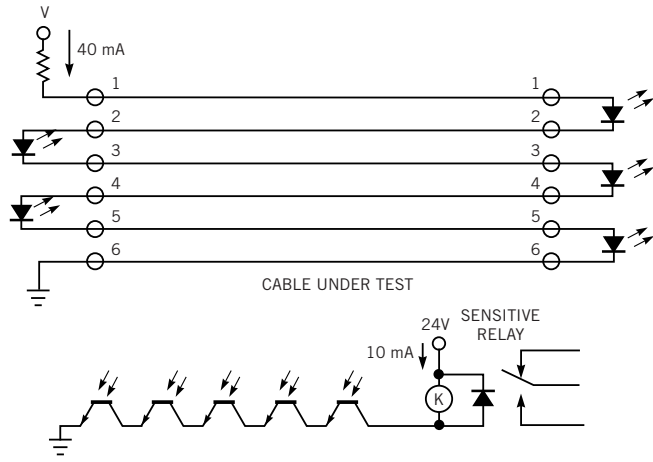 V
40 mA
1 1
2 2
3 3
4 4
5 5
6 6
CABLE UNDER TEST
SENSITIVE
RELAY
24V
10 mA
K